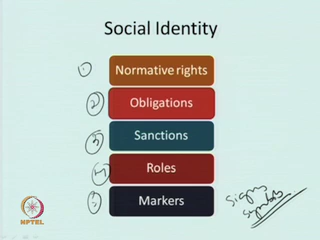 Social Identity
1 Normative rights
2 Obligations
3 Sanctions
4 Roles
5 Markers
signs
symbols
NPTEL